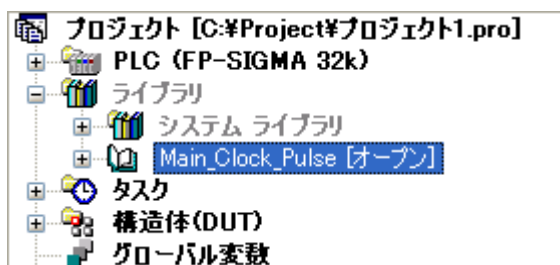 プロジェクト [C:¥Project¥プロジェクト1.pro]
PLC (FP-SIGMA 32k)
ライブラリ
システム ライブラリ
Main_Clock_Pulse [オープン]
タスク
構造体(DUT)
グローバル変数